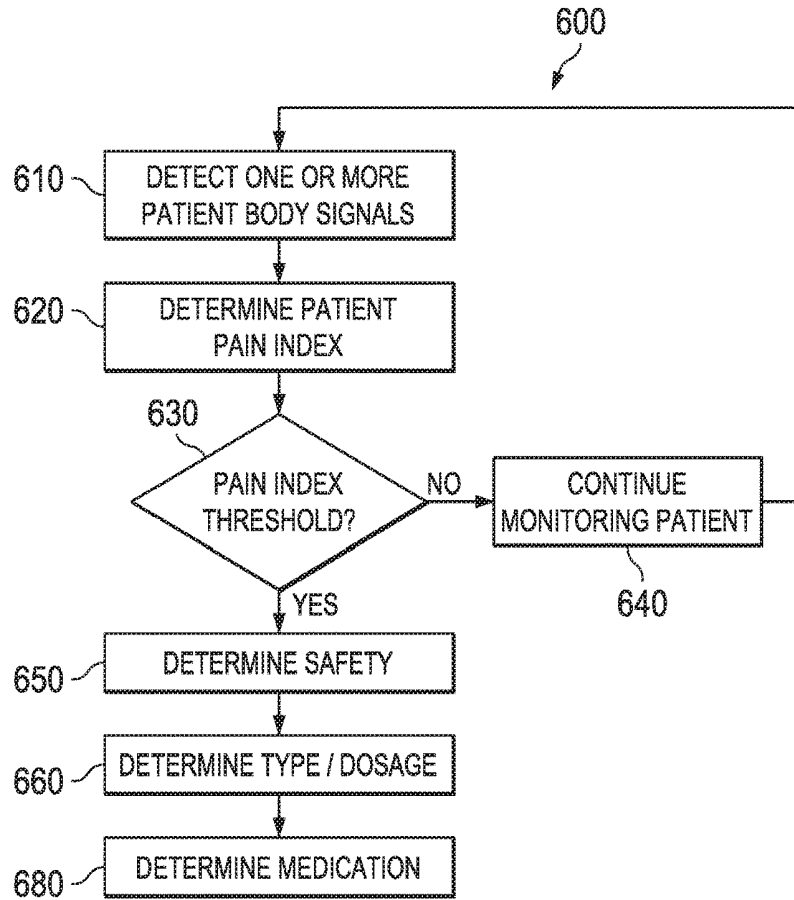 600
610
DETECT ONE OR MORE
PATIENT BODY SIGNALS
620
DETERMINE PATIENT
PAIN INDEX
630
PAIN INDEX
THRESHOLD?
NO
CONTINUE
MONITORING PATIENT
640
YES
650
DETERMINE SAFETY
660
DETERMINE TYPE / DOSAGE
680
DETERMINE MEDICATION